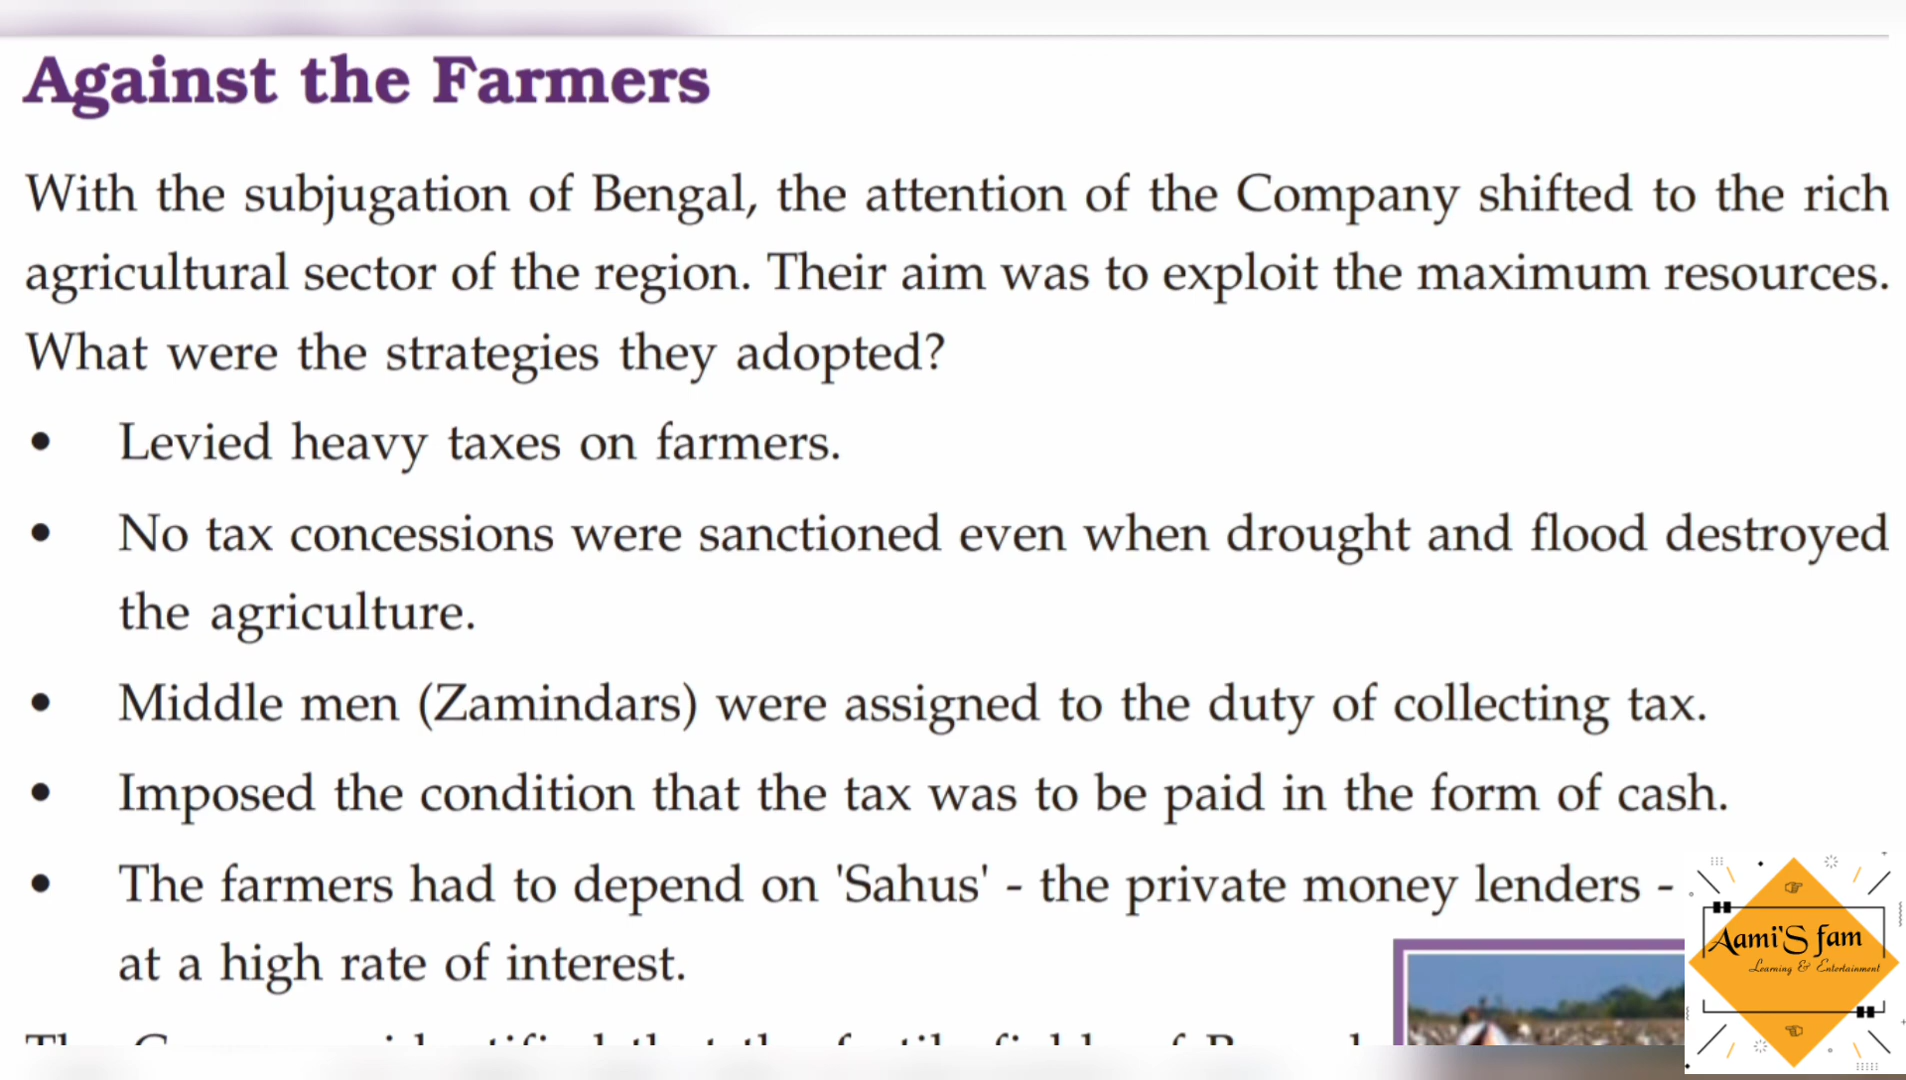 Against the Farmers
With the subjugation of Bengal, the attention of the Company shifted to the rich
agricultural sector of the region. Their aim was to exploit the maximum resources.
What were the strategies they adopted?
• Levied heavy taxes on farmers.
• No tax concessions were sanctioned even when drought and flood destroyed
the agriculture.
• Middle men (Zamindars) were assigned to the duty of collecting tax.
• Imposed the condition that the tax was to be paid in the form of cash.
• The farmers had to depend on 'Sahus' - the private money lenders -
at a high rate of interest.
Aami'S fam
Learning & Entertainment